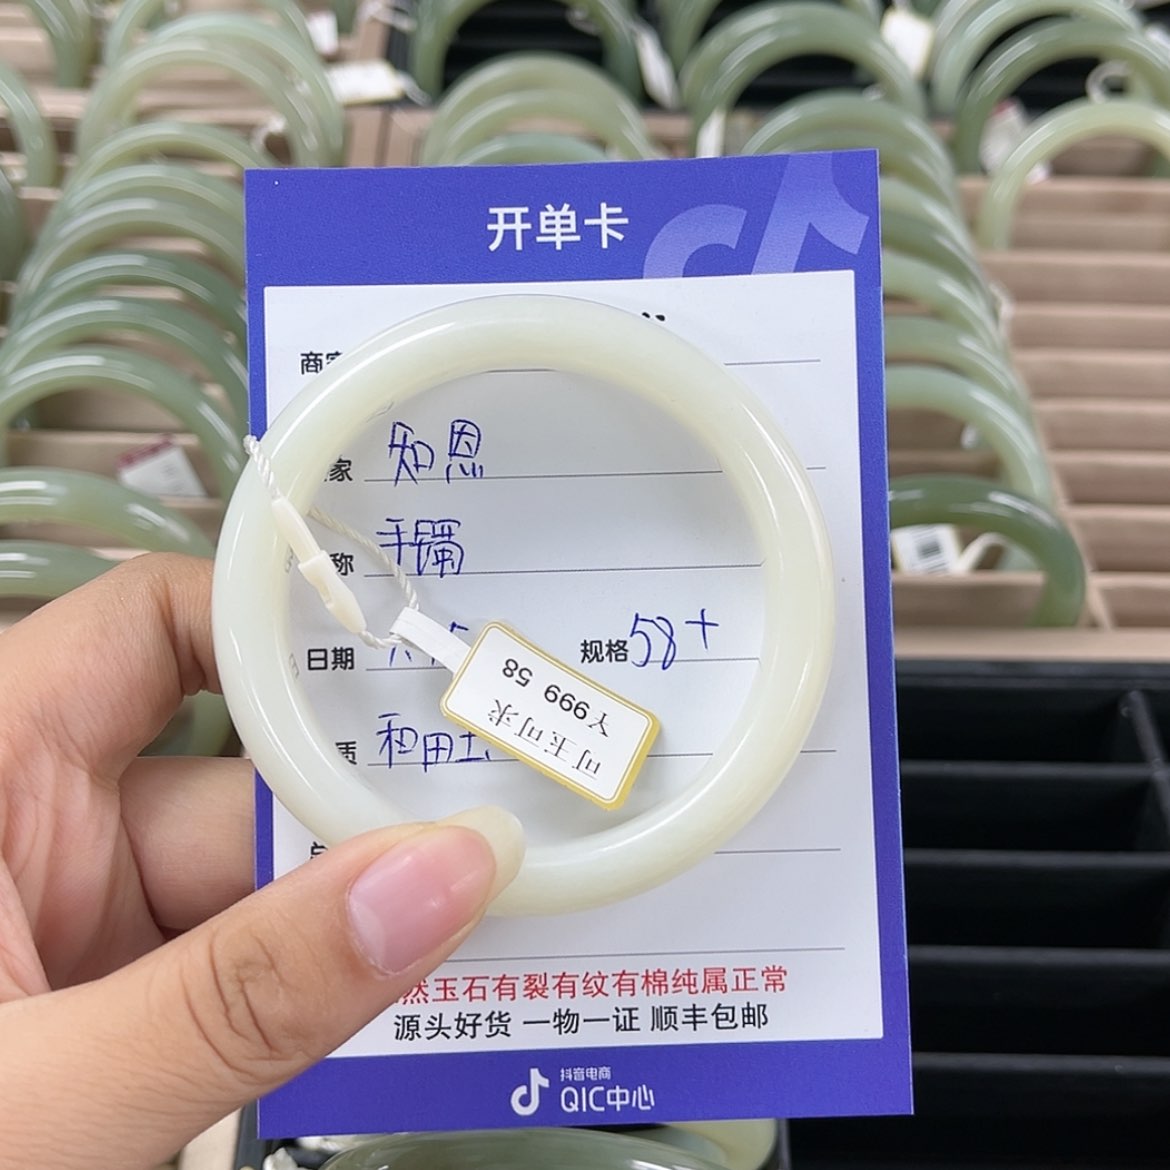 开单卡
商家
家 知恩
称 手镯
日期
规格 58+
质 和田玉
可玉可求
￥999 58
然玉石有裂有纹有棉纯属正常
源头好货 一物一证 顺丰包邮
抖音电商
QIC中心